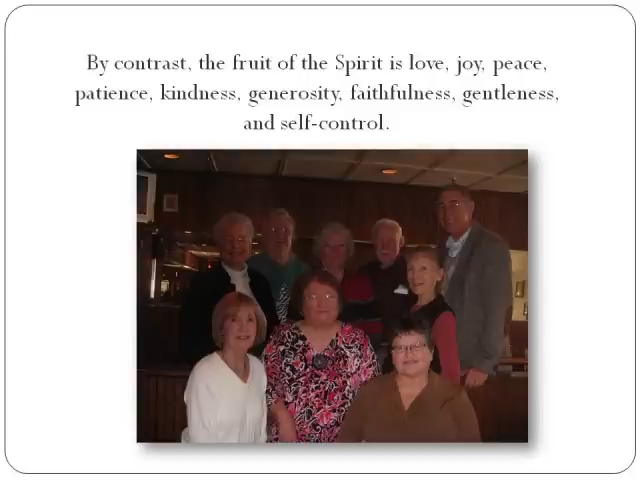 By contrast, the fruit of the Spirit is love, joy, peace,
patience, kindness, generosity, faithfulness, gentleness,
and self-control.